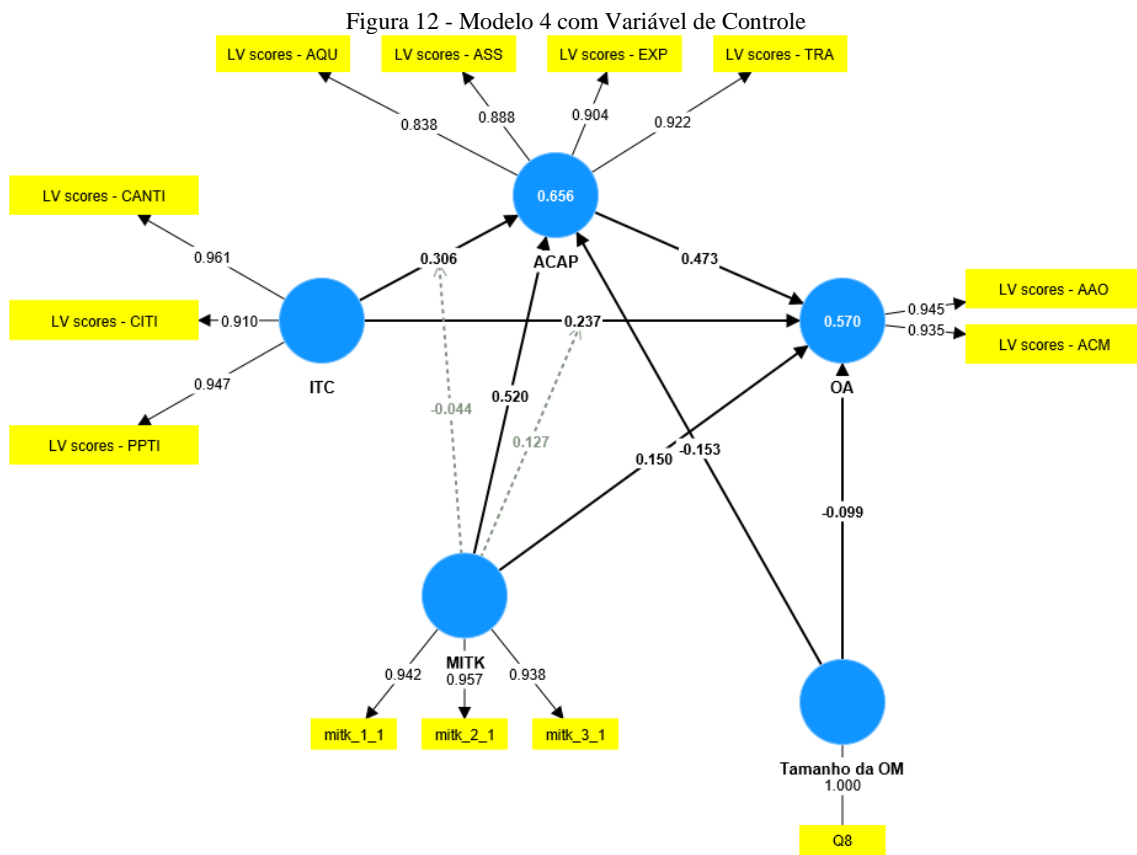 Figura 12 - Modelo 4 com Variável de Controle
LV scores - AQU
LV scores - ASS
LV scores - EXP
LV scores - TRA
0.838
0.888
0.904
0.922
LV scores - CANTI
0.656
0.961
0.306
ACAP
0.473
LV scores - AAO
LV scores - CITI
0.910
0.237
0.570
0.945
0.935
LV scores - ACM
0.947
ITC
OA
LV scores - PPTI
-0.044
0.520
0.127
0.150
-0.153
-0.099
0.942
MITK
0.957
0.938
mitk_1_1
mitk_2_1
mitk_3_1
Tamanho da OM
1.000
Q8